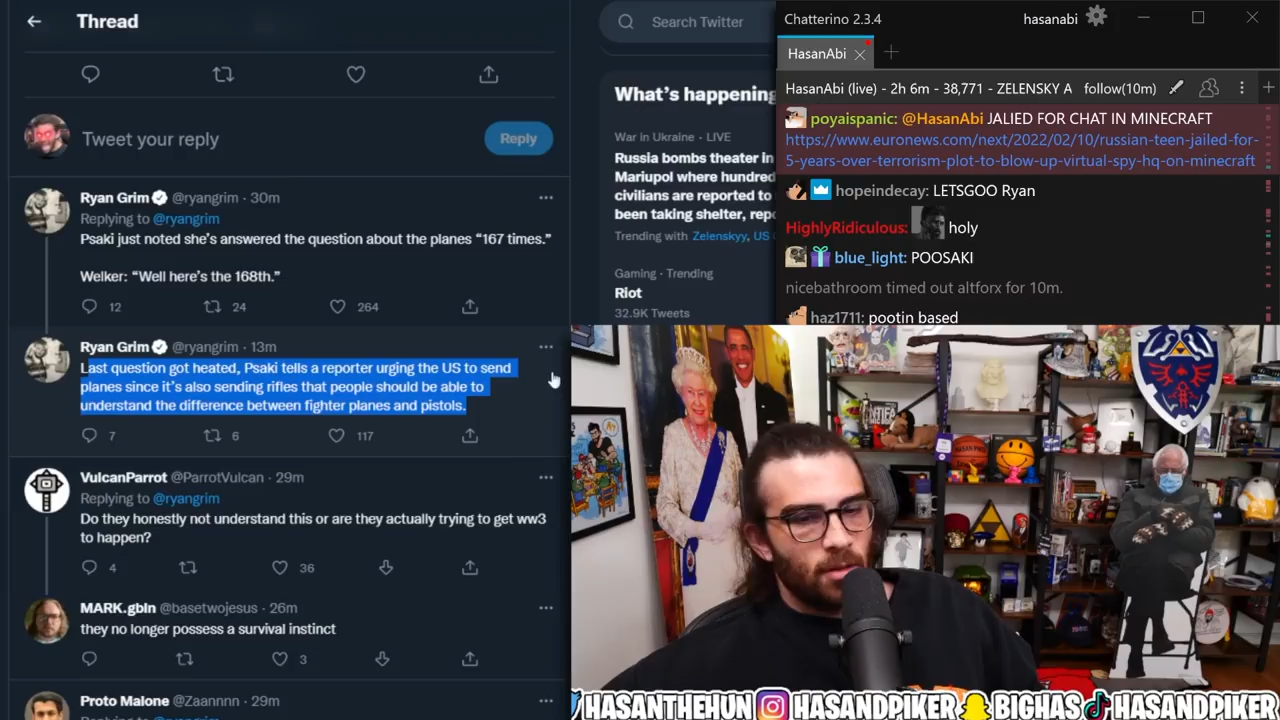 Thread
Tweet your reply
Reply
Ryan Grim @ryangrim · 30m
Replying to @ryangrim
Psaki just noted she's answered the question about the planes “167 times.”
Welker: “Well here's the 168th.”
12 24 264
Ryan Grim @ryangrim · 13m
Last question got heated, Psaki tells a reporter urging the US to send
planes since it's also sending rifles that people should be able to
understand the difference between fighter planes and pistols.
7 6 117
VulcanParrot @ParrotVulcan · 29m
Replying to @ryangrim
Do they honestly not understand this or are they actually trying to get ww3
to happen?
4 36
MARK.gbln @basetwojesus · 26m
they no longer possess a survival instinct
3
Proto Malone @Zaannnn · 29m
Replying to @ryangrim
Search Twitter
What's happening
War in Ukraine · LIVE
Russia bombs theater in
Mariupol where hundred
civilians are reported to
been taking shelter, repo
Trending with Zelenskyy, US
Gaming · Trending
Riot
32.9K Tweets
Chatterino 2.3.4
hasanabi
HasanAbi
HasanAbi (live) - 2h 6m - 38,771 - ZELENSKY A
follow(10m)
poyaispanic: @HasanAbi JALIED FOR CHAT IN MINECRAFT
https://www.euronews.com/next/2022/02/10/russian-teen-jailed-for-
5-years-over-terrorism-plot-to-blow-up-virtual-spy-hq-on-minecraft
hopeindecay: LETSGOO Ryan
HighlyRidiculous: holy
blue_light: POOSAKI
nicebathroom timed out altforx for 10m.
haz1711: pootin based
HASANTHEHUN HASANDPIKER BIGHAS HASANDPIKER